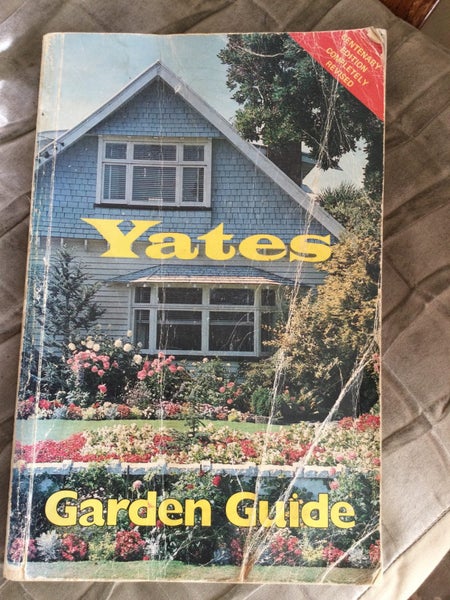 CENTENARY
EDITION
COMPLETELY
REVISED
Yates
Garden Guide